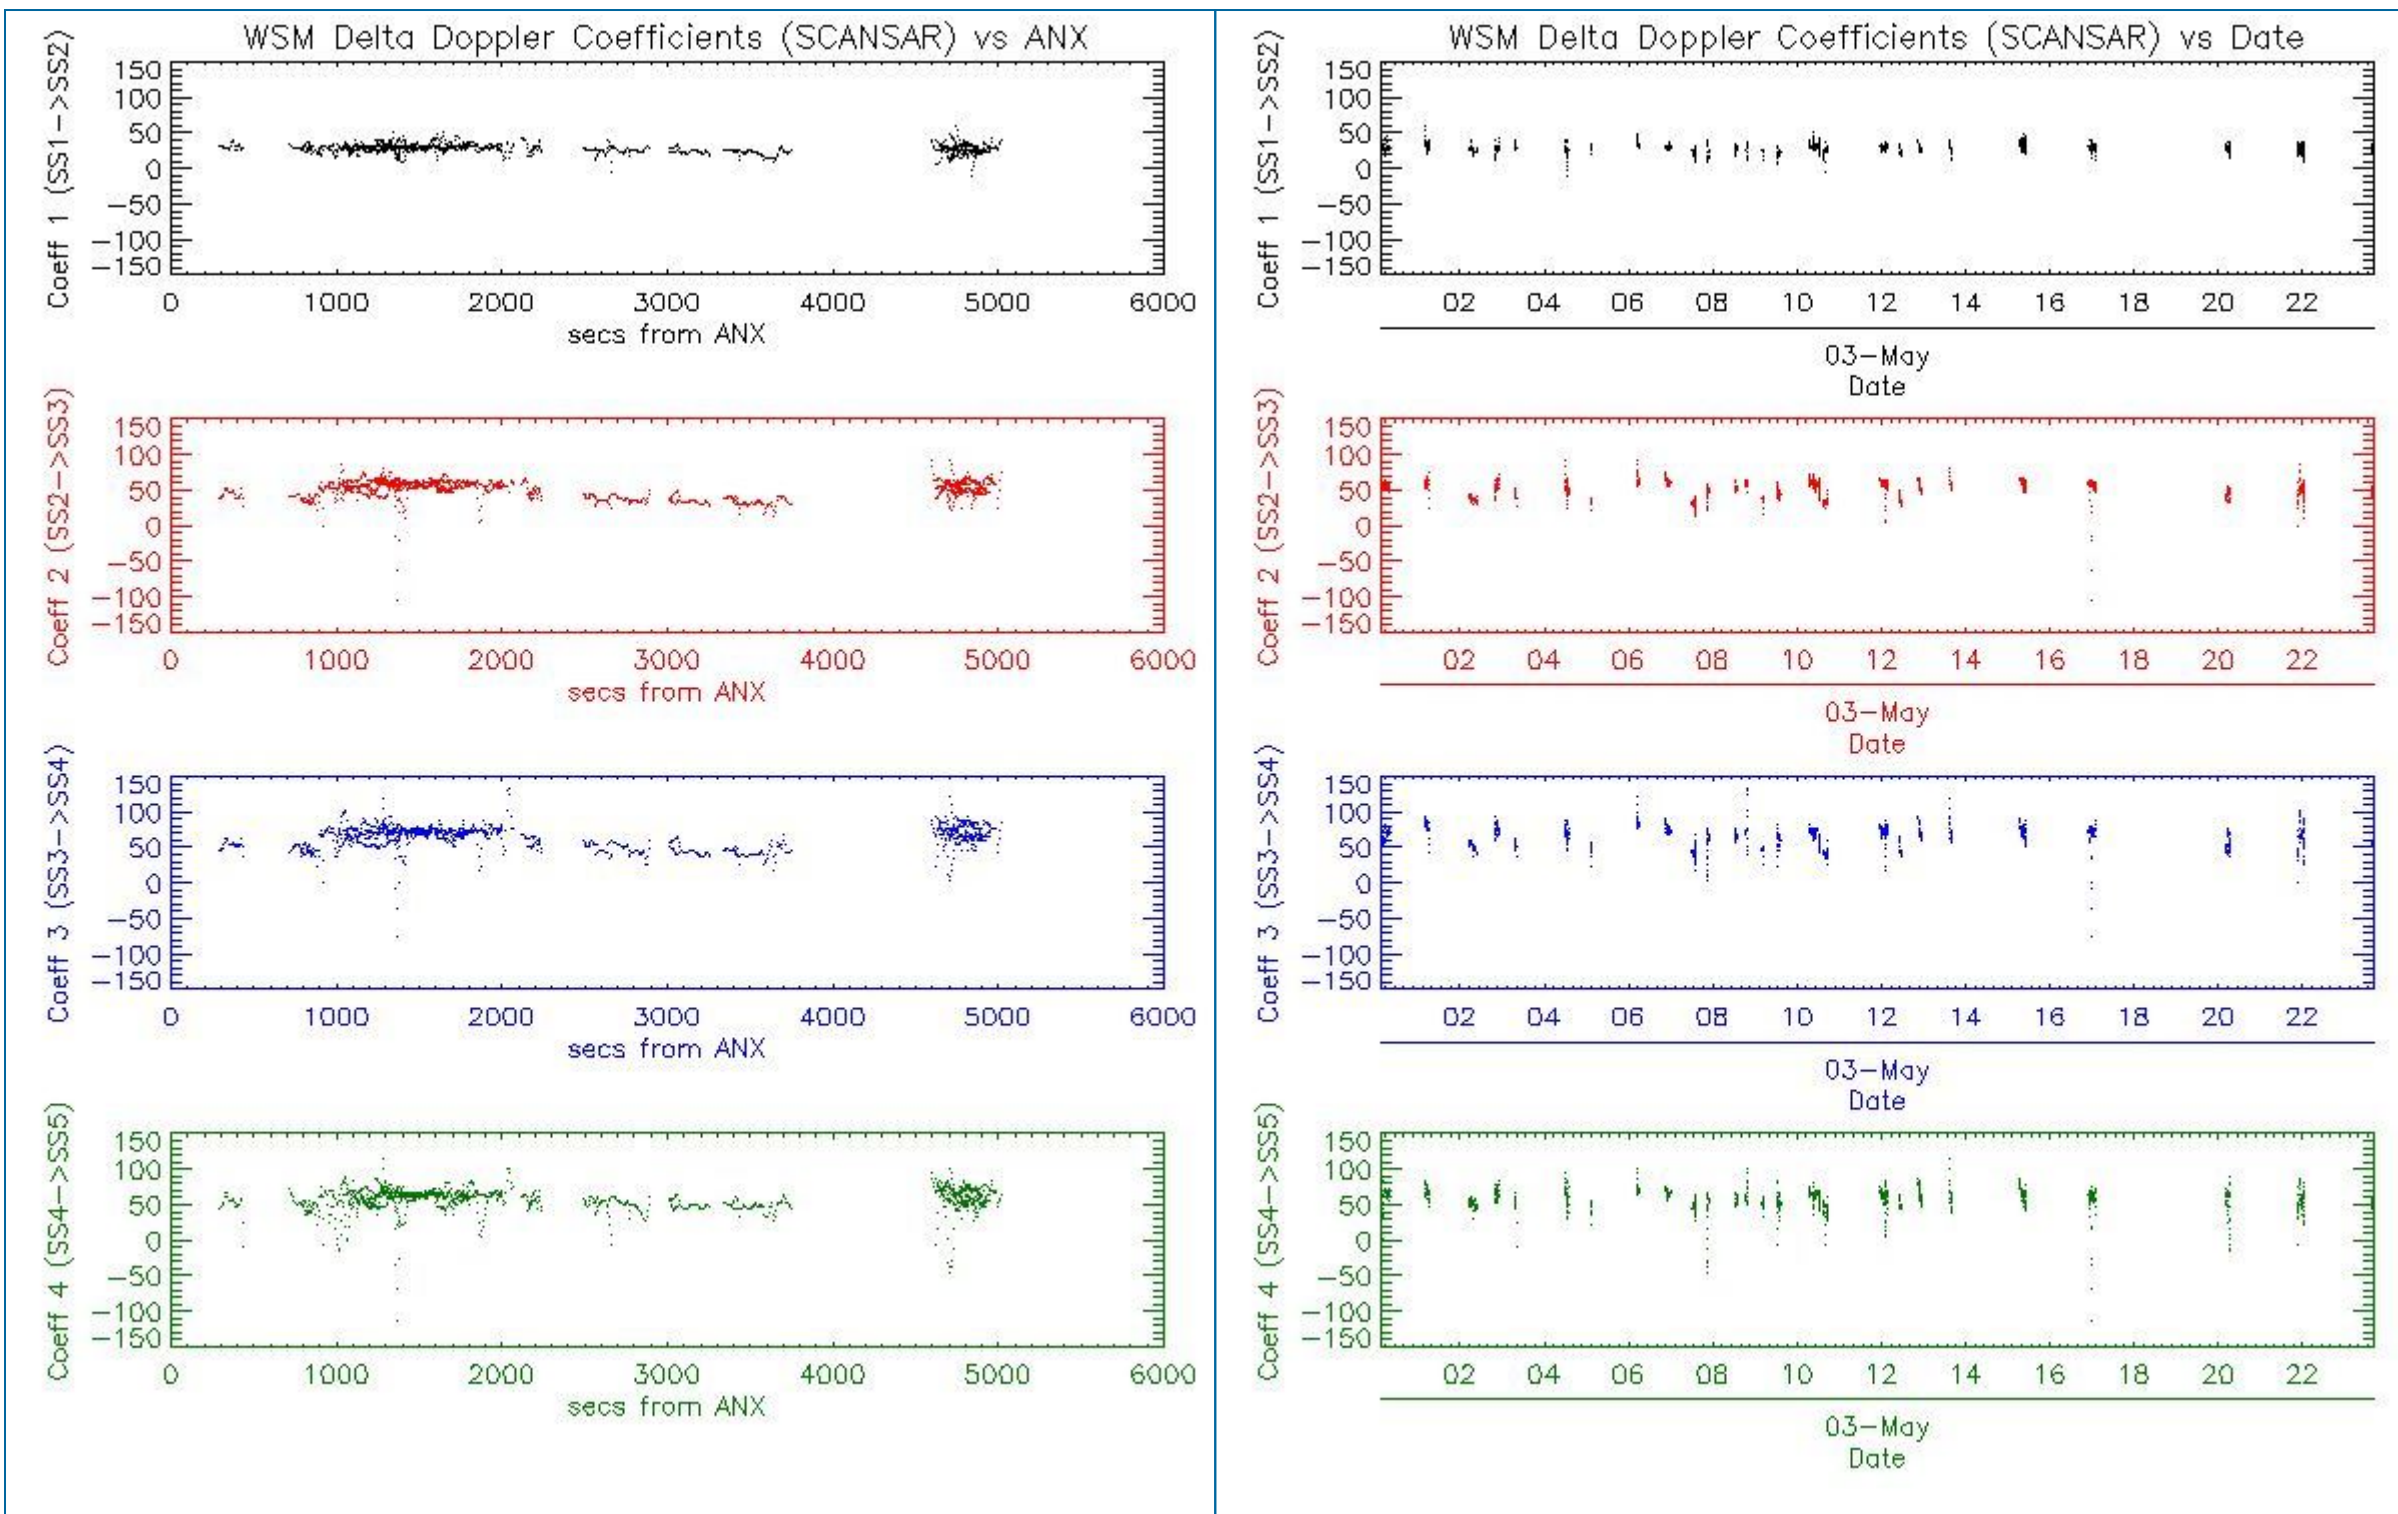 WSM Delta Doppler Coefficients (SCANSAR) vs ANX
Coeff 1 (SS1->SS2)
150
100
50
0
-50
-100
-150
0 1000 2000 3000 4000 5000 6000
secs from ANX
Coeff 2 (SS2->SS3)
150
100
50
0
-50
-100
-150
0 1000 2000 3000 4000 5000 6000
secs from ANX
Coeff 3 (SS3->SS4)
150
100
50
0
-50
-100
-150
0 1000 2000 3000 4000 5000 6000
secs from ANX
Coeff 4 (SS4->SS5)
150
100
50
0
-50
-100
-150
0 1000 2000 3000 4000 5000 6000
secs from ANX
WSM Delta Doppler Coefficients (SCANSAR) vs Date
Coeff 1 (SS1->SS2)
150
100
50
0
-50
-100
-150
02 04 06 08 10 12 14 16 18 20 22
03-May
Date
Coeff 2 (SS2->SS3)
150
100
50
0
-50
-100
-150
02 04 06 08 10 12 14 16 18 20 22
03-May
Date
Coeff 3 (SS3->SS4)
150
100
50
0
-50
-100
-150
02 04 06 08 10 12 14 16 18 20 22
03-May
Date
Coeff 4 (SS4->SS5)
150
100
50
0
-50
-100
-150
02 04 06 08 10 12 14 16 18 20 22
03-May
Date